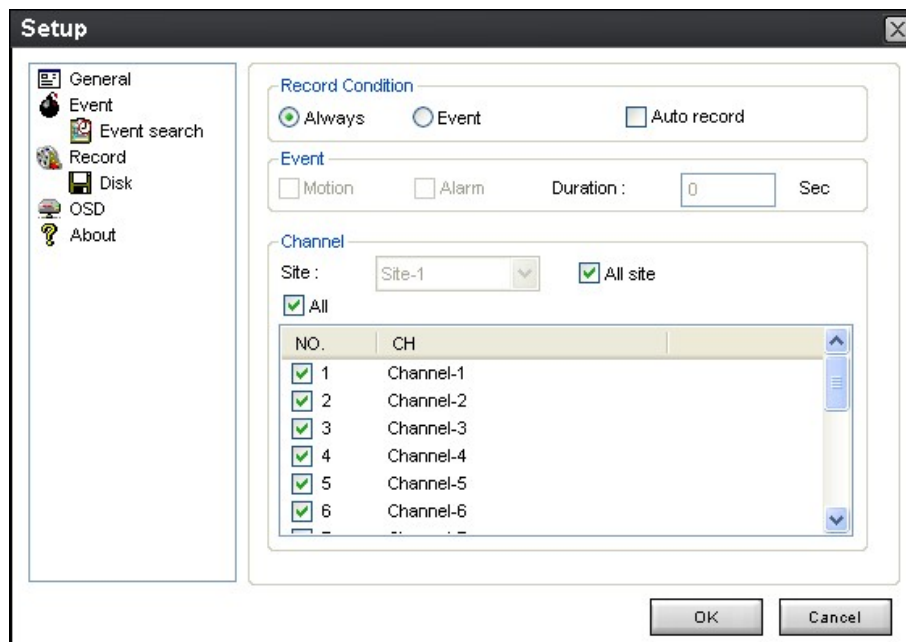 Setup
General
Event
Event search
Record
Disk
OSD
About
Record Condition
Always Event Auto record
Event
Motion Alarm Duration : 0 Sec
Channel
Site : Site-1 All site
All
NO. CH
1 Channel-1
2 Channel-2
3 Channel-3
4 Channel-4
5 Channel-5
6 Channel-6
OK Cancel